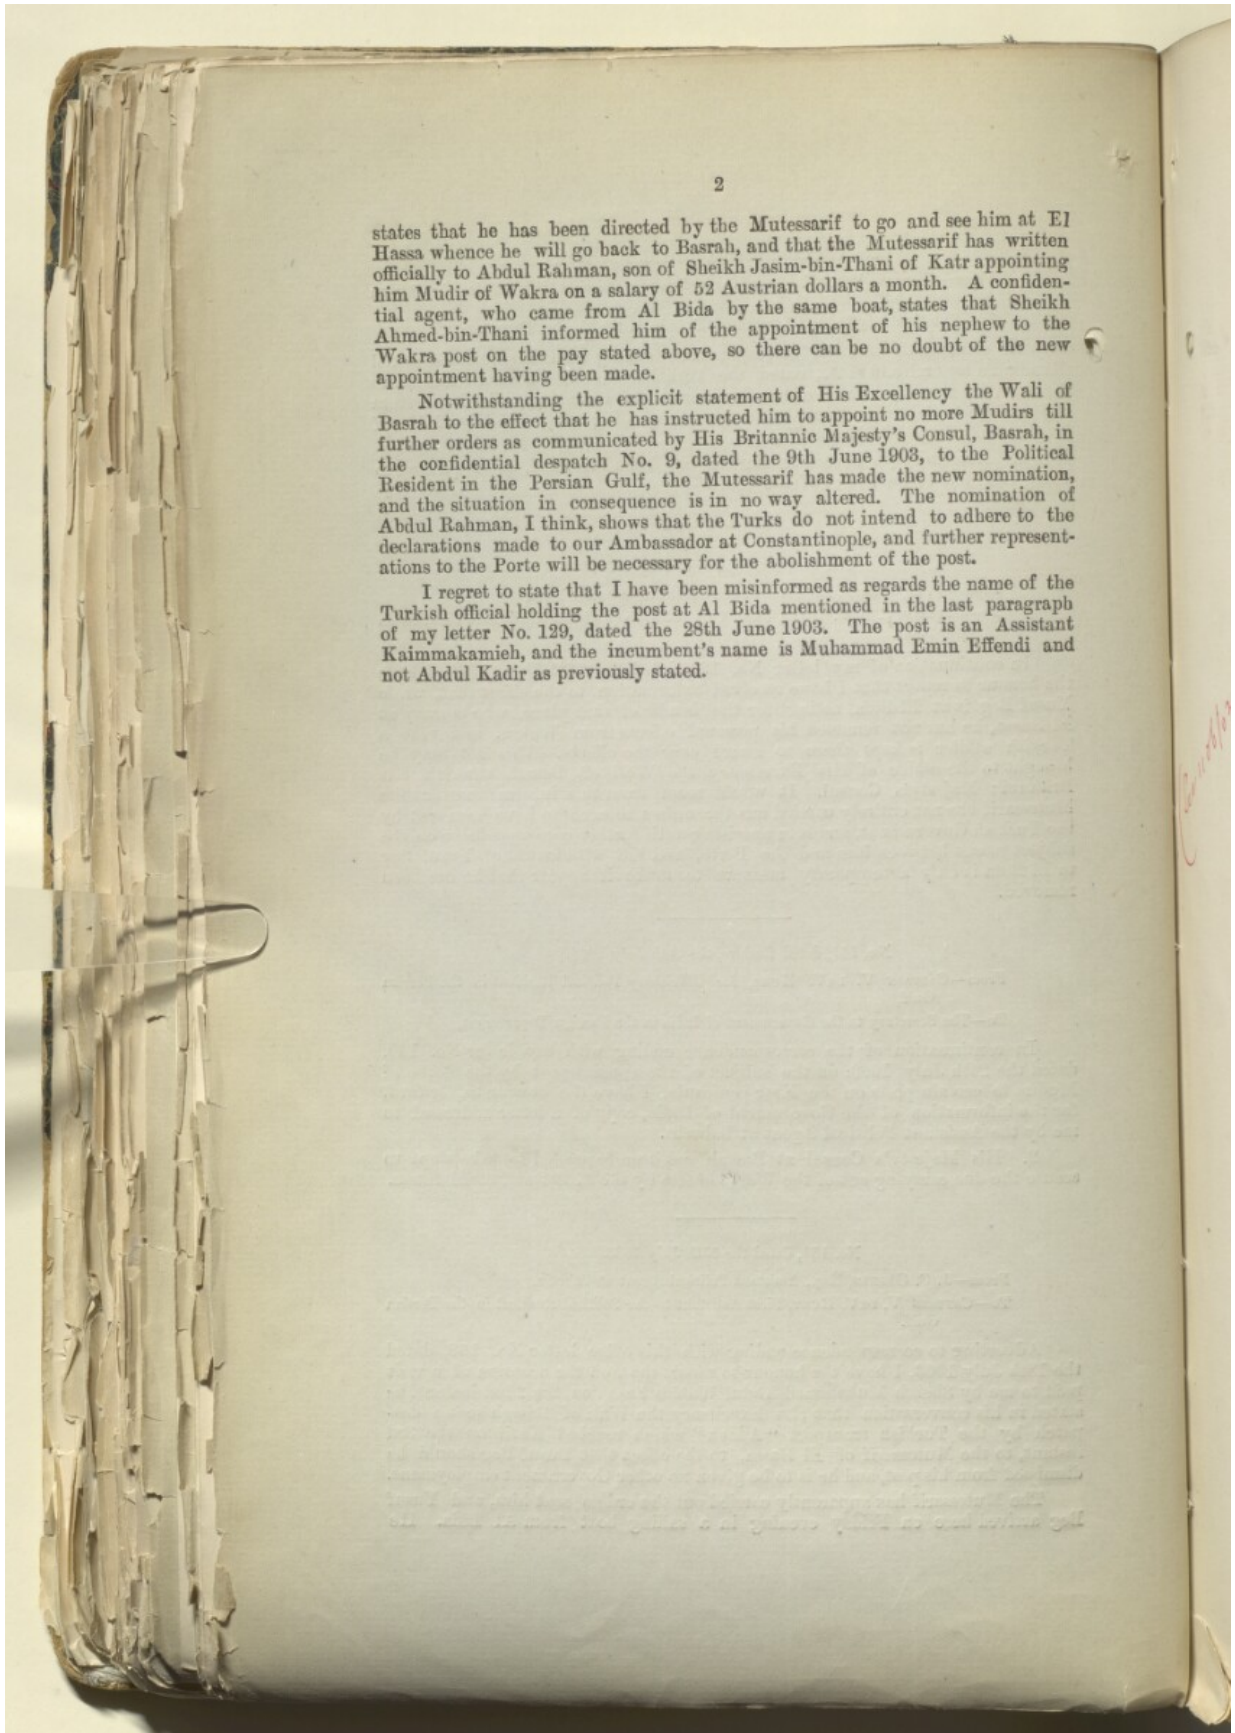 2
states that he has been directed by the Mutessarif to go and see him at El
Hassa whence he will go back to Basrah, and that the Mutessarif has written
officially to Abdul Rahman, son of Sheikh Jasim-bin-Thani of Katr appointing
him Mudir of Wakra on a salary of 52 Austrian dollars a month. A confiden-
tial agent, who came from Al Bida by the same boat, states that Sheikh
Ahmed-bin-Thani informed him of the appointment of his nephew to the
Wakra post on the pay stated above, so there can be no doubt of the new
appointment having been made.
Notwithstanding the explicit statement of His Excellency the Wali of
Basrah to the effect that he has instructed him to appoint no more Mudirs till
further orders as communicated by His Britannic Majesty's Consul, Basrah, in
the confidential despatch No. 9, dated the 9th June 1903, to the Political
Resident in the Persian Gulf, the Mutessarif has made the new nomination,
and the situation in consequence is in no way altered. The nomination of
Abdul Rahman, I think, shows that the Turks do not intend to adhere to the
declarations made to our Ambassador at Constantinople, and further represent-
ations to the Porte will be necessary for the abolishment of the post.
I regret to state that I have been misinformed as regards the name of the
Turkish official holding the post at Al Bida mentioned in the last paragraph
of my letter No. 129, dated the 28th June 1903. The post is an Assistant
Kaimmakamieh, and the incumbent's name is Muhammad Emin Effendi and
not Abdul Kadir as previously stated.